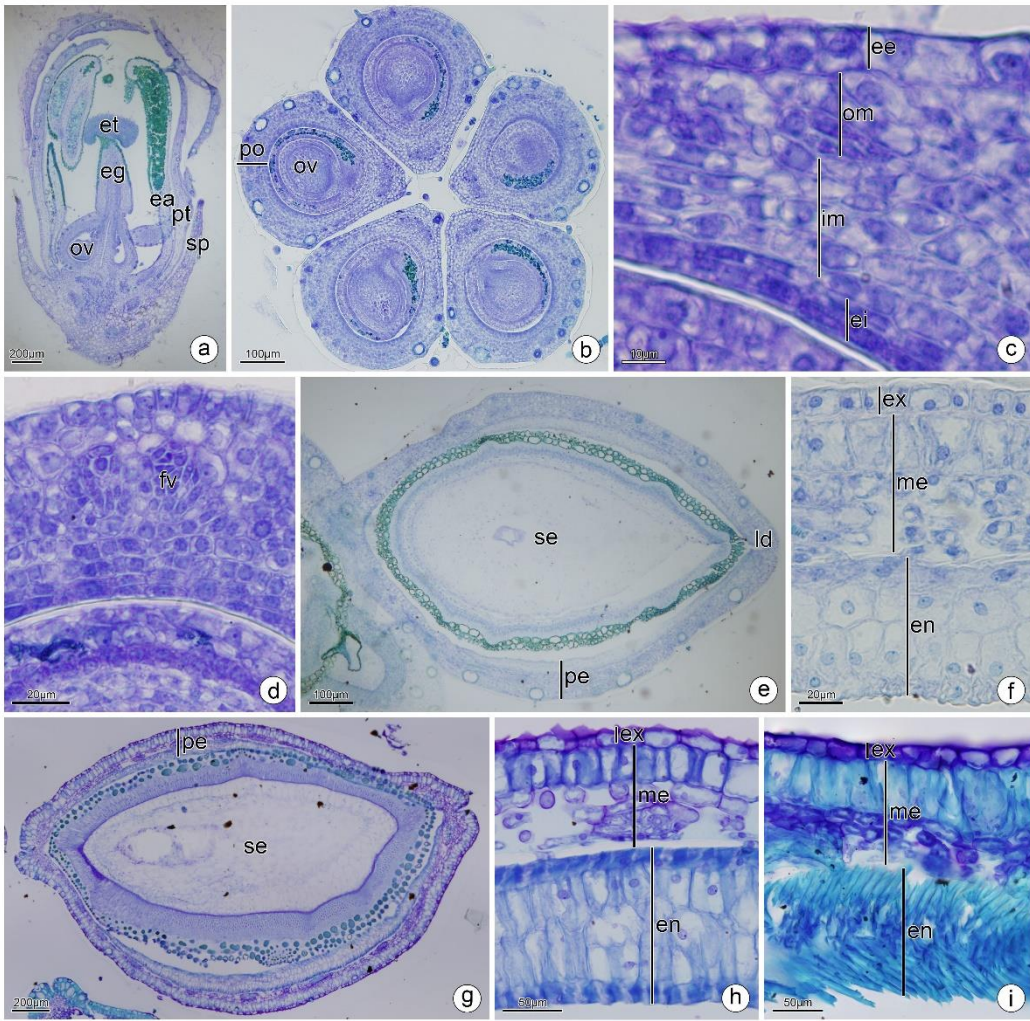 et
eg
ea
pt
ov
sp
200µm
a
po
ov
100µm
b
ee
om
im
ei
10µm
c
fv
20µm
d
se
ld
pe
100µm
e
ex
me
en
20µm
f
pe
se
200µm
g
ex
me
en
50µm
h
ex
me
en
50µm
i